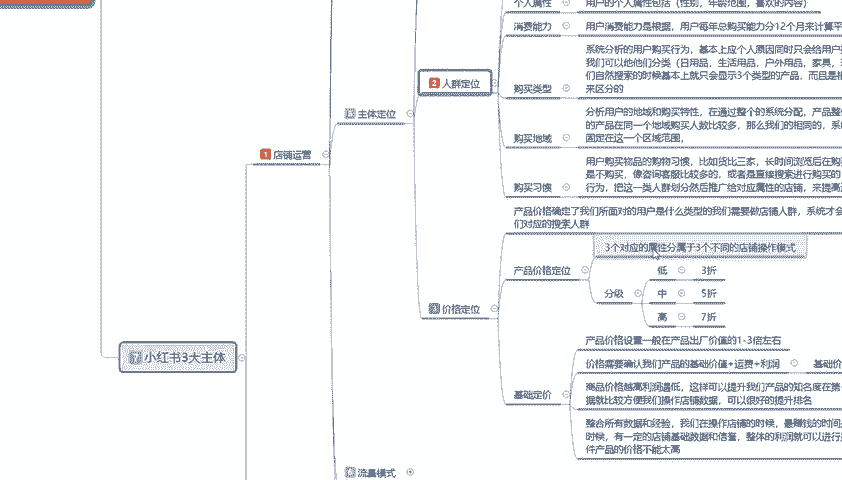 个人属性
用户的个人属性包括（性别，年龄范围，喜欢的内容）
消费能力
用户消费能力是根据，用户每年总购买能力分12个月来计算平
系统分析的用户购买行为，基本上应个人原因同时只会给用户
我们可以他他们分类（日用品，生活用品，户外用品，家具，
们自然搜索的时候基本上就只会显示3个类型的产品，而且是
来区分的
购买类型
2 人群定位
主体定位
分析用户的地域和购买特性，在通过整个的系统分配，产品整
的产品在同一个地域购买人数比较多，那么我们的相同的，系
固定在这一个区域范围，
购买地域
1 店铺运营
用户购买物品的购物习惯，比如货比三家，长时间浏览后在购
是不购买，像咨询客服比较多的，或者是直接搜索进行购买的
行为，把这一类人群划分然后推广给对应属性的店铺，来提高
购买习惯
产品价格确定了我们所面对的用户是什么类型的我们需要做店铺人群，系统才会
们对应的搜索人群
3个对应的属性分属于3个不同的店铺操作模式
产品价格定位
低 3折
分级 中 5折
高 7折
3 价格定位
产品价格设置一般在产品出厂价值的1-3倍左右
7 小红书3大主体
价格需要确认我们产品的基础价值+运费+利润 基础价
商品价格越高利润越低，这样可以提升我们产品的知名度在第
据就比较方便我们操作店铺数据，可以很好的提升排名
基础定价
整合所有数据和经验，我们在操作店铺的时候，最赚钱的时间
时候，有一定的店铺基础数据和信誉，整体的利润就可以进行
件产品的价格不能太高
流量模式